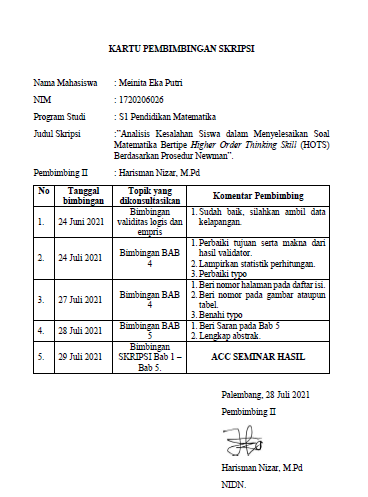 KARTU PEMBIMBINGAN SKRIPSI
Nama Mahasiswa : Meinita Eka Putri
NIM : 1720206026
Program Studi : S1 Pendidikan Matematika
Judul Skripsi :"Analisis Kesalahan Siswa dalam Menyelesaikan Soal
Matematika Bertipe Higher Order Thinking Skill (HOTS)
Berdasarkan Prosedur Newman".
Pembimbing II : Harisman Nizar, M.Pd
No Tanggal bimbingan Topik yang dikonsultasikan Komentar Pembimbing
1. 24 Juni 2021 Bimbingan validitas logis dan empris 1. Sudah baik, silahkan ambil data kelapangan.
2. 24 Juli 2021 Bimbingan BAB 4 1. Perbaiki tujuan serta makna dari hasil validator.
2. Lampirkan statistik perhitungan.
3. Perbaiki typo
3. 27 Juli 2021 Bimbingan BAB 4 1. Beri nomor halaman pada daftar isi.
2. Beri nomor pada gambar ataupun tabel.
3. Benahi typo
4. 28 Juli 2021 Bimbingan BAB 5 1. Beri Saran pada Bab 5
2. Lengkap abstrak.
5. 29 Juli 2021 Bimbingan SKRIPSI Bab 1 – Bab 5. ACC SEMINAR HASIL
Palembang, 28 Juli 2021
Pembimbing II
Harisman Nizar, M.Pd
NIDN.